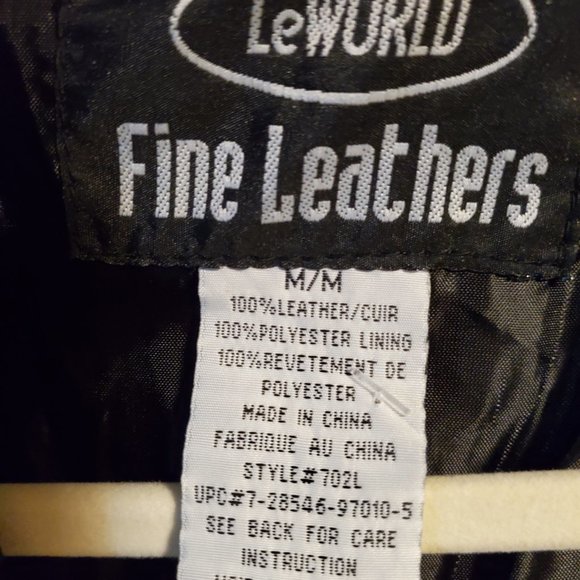 LeWORLD
Fine Leathers
M/M
100%LEATHER/CUIR
100%POLYESTER LINING
100%REVETEMENT DE
POLYESTER
MADE IN CHINA
FABRIQUE AU CHINA
STYLE#702L
UPC#7-28546-97010-5
SEE BACK FOR CARE
INSTRUCTION